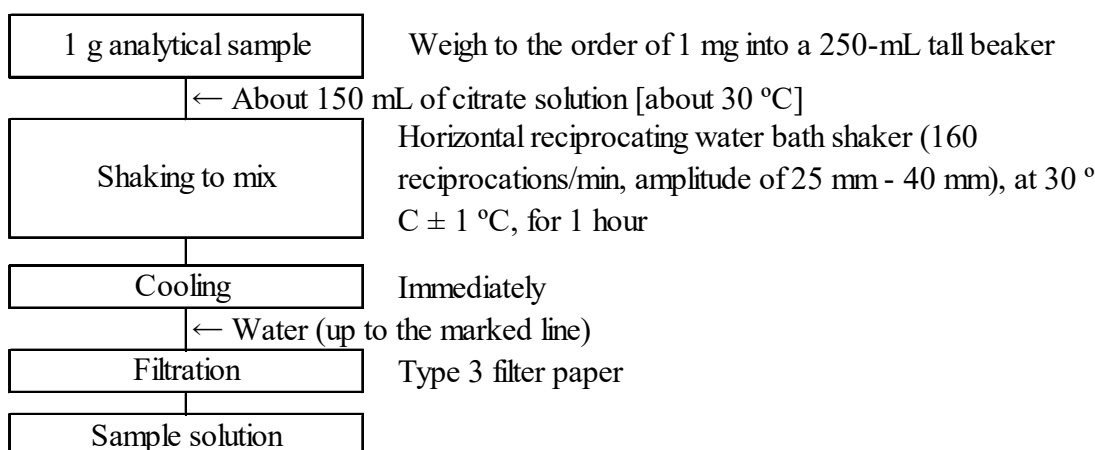 1 g analytical sample Weigh to the order of 1 mg into a 250-mL tall beaker
← About 150 mL of citrate solution [about 30 ºC]
Shaking to mix
Horizontal reciprocating water bath shaker (160
reciprocations/min, amplitude of 25 mm - 40 mm), at 30 º
C ± 1 ºC, for 1 hour
Cooling Immediately
← Water (up to the marked line)
Filtration Type 3 filter paper
Sample solution